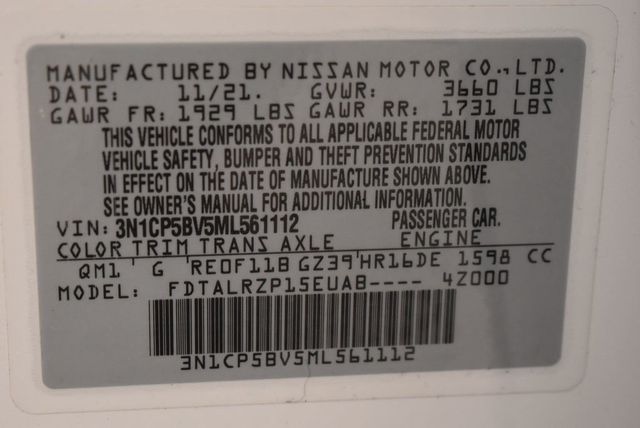 MANUFACTURED BY NISSAN MOTOR CO., LTD.
DATE: 11/21. GVWR: 3660 LBS
GAWR FR: 1929 LBS GAWR RR: 1731 LBS
THIS VEHICLE CONFORMS TO ALL APPLICABLE FEDERAL MOTOR
VEHICLE SAFETY, BUMPER AND THEFT PREVENTION STANDARDS
IN EFFECT ON THE DATE OF MANUFACTURE SHOWN ABOVE.
SEE OWNER'S MANUAL FOR ADDITIONAL INFORMATION.
VIN: 3N1CP5BV5ML561112 PASSENGER CAR.
COLOR TRIM TRANS AXLE ENGINE
QM1 G RE0F11B GZ39 HR16DE 1598 CC
MODEL: FDTALRZP15EUAB---- 4Z000
3N1CP5BV5ML561112